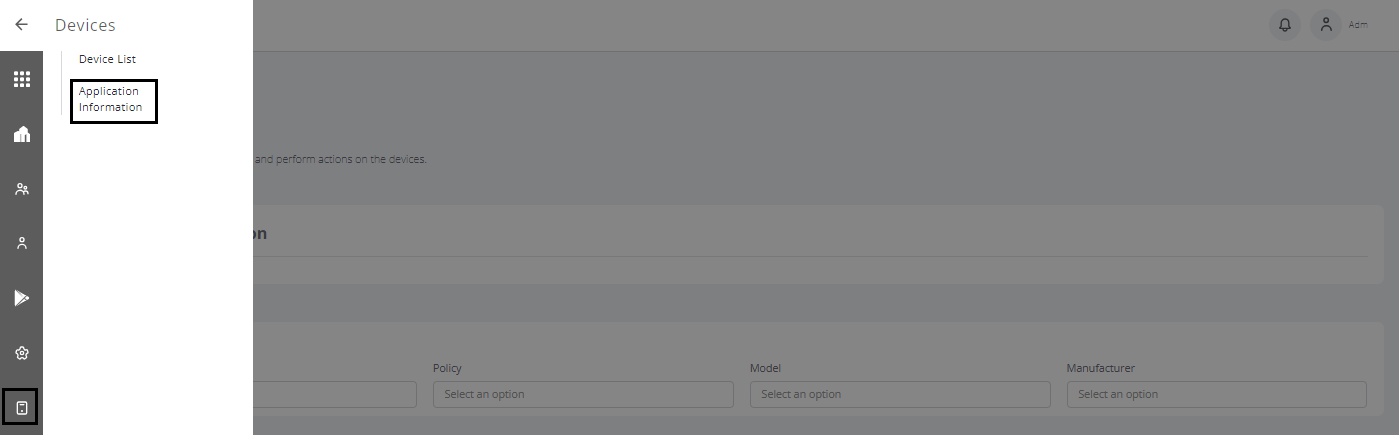 Devices
Adm
Device List
Application
Information
and perform actions on the devices.
on
Policy
Model
Manufacturer
Select an option
Select an option
Select an option